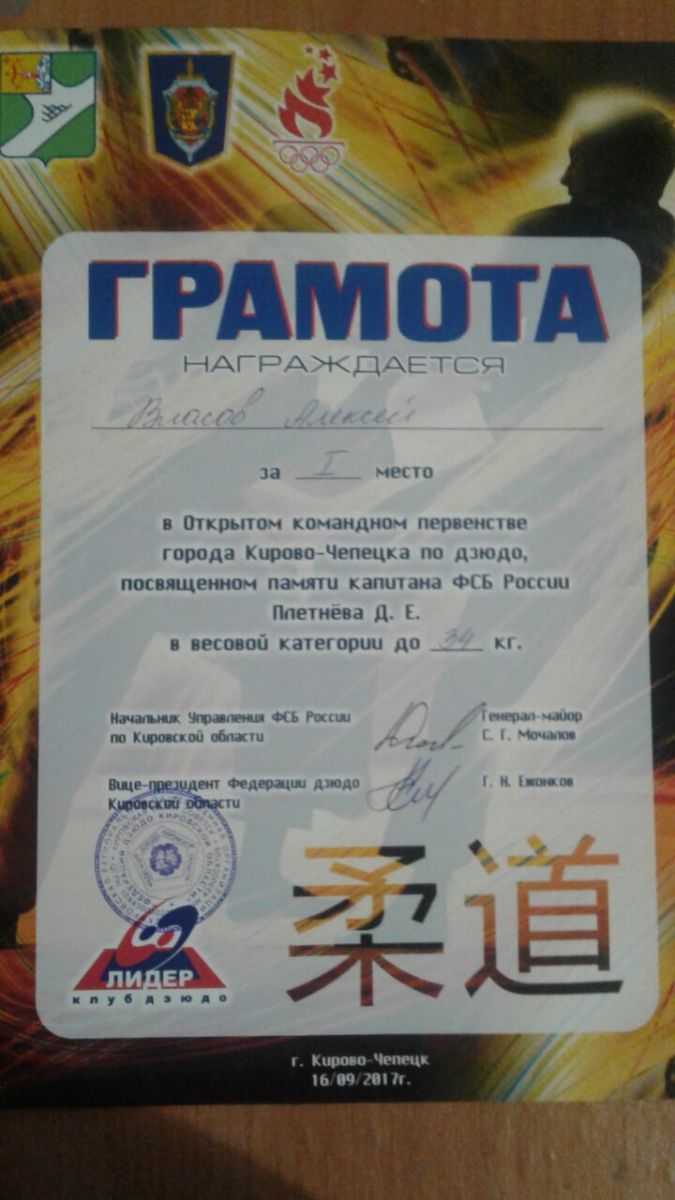 ГРАМОТА
НАГРАЖДАЕТСЯ
Власов Алексей
за I место
в Открытом командном первенстве
города Кирово-Чепецка по дзюдо,
посвященном памяти капитана ФСБ России
Плетнёва Д. Е.
в весовой категории до 34 кг.
Начальник Управления ФСБ России
по Кировской области
Генерал-майор
С. Г. Мочалов
Вице-президент Федерации дзюдо
Кировской области
Г. Н. Ежонков
柔道
ЛИДЕР
клуб дзюдо
г. Кирово-Чепецк
16/09/2017г.